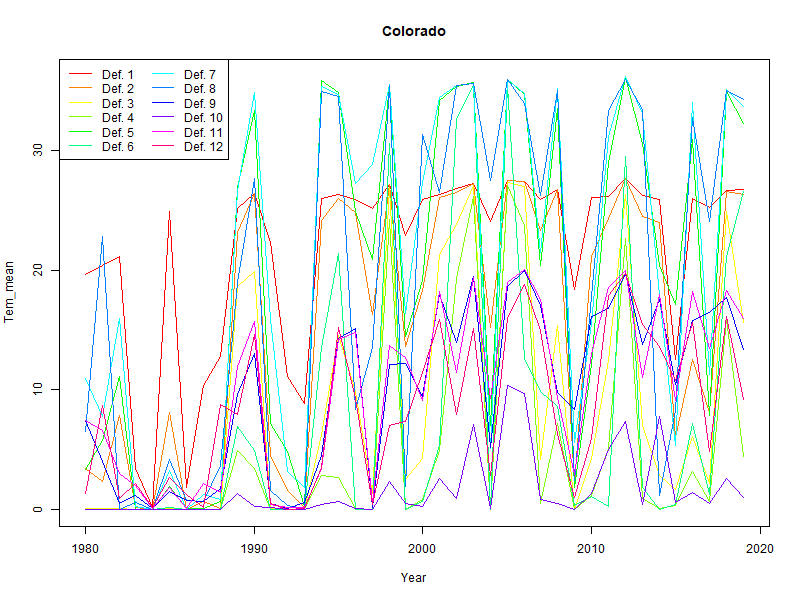 Colorado
Def. 1 Def. 7
Def. 2 Def. 8
Def. 3 Def. 9
Def. 4 Def. 10
Def. 5 Def. 11
Def. 6 Def. 12
Tem_mean
30
20
10
0
1980 1990 2000 2010 2020
Year